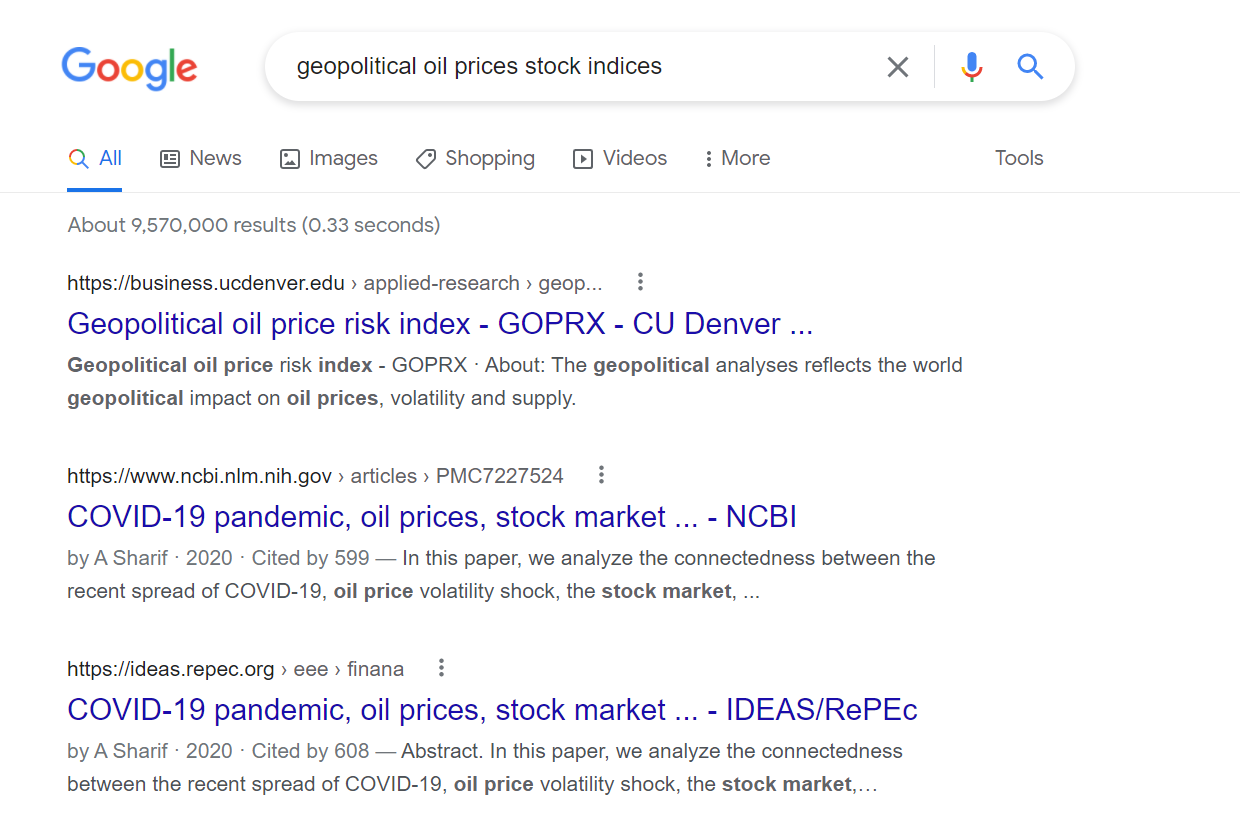 Google geopolitical oil prices stock indices
All News Images Shopping Videos More Tools
About 9,570,000 results (0.33 seconds)
https://business.ucdenver.edu › applied-research › geop...
Geopolitical oil price risk index - GOPRX - CU Denver ...
Geopolitical oil price risk index - GOPRX · About: The geopolitical analyses reflects the world
geopolitical impact on oil prices, volatility and supply.
https://www.ncbi.nlm.nih.gov › articles › PMC7227524
COVID-19 pandemic, oil prices, stock market ... - NCBI
by A Sharif · 2020 · Cited by 599 — In this paper, we analyze the connectedness between the
recent spread of COVID-19, oil price volatility shock, the stock market, ...
https://ideas.repec.org › eee › finana
COVID-19 pandemic, oil prices, stock market ... - IDEAS/RePEc
by A Sharif · 2020 · Cited by 608 — Abstract. In this paper, we analyze the connectedness
between the recent spread of COVID-19, oil price volatility shock, the stock market,…